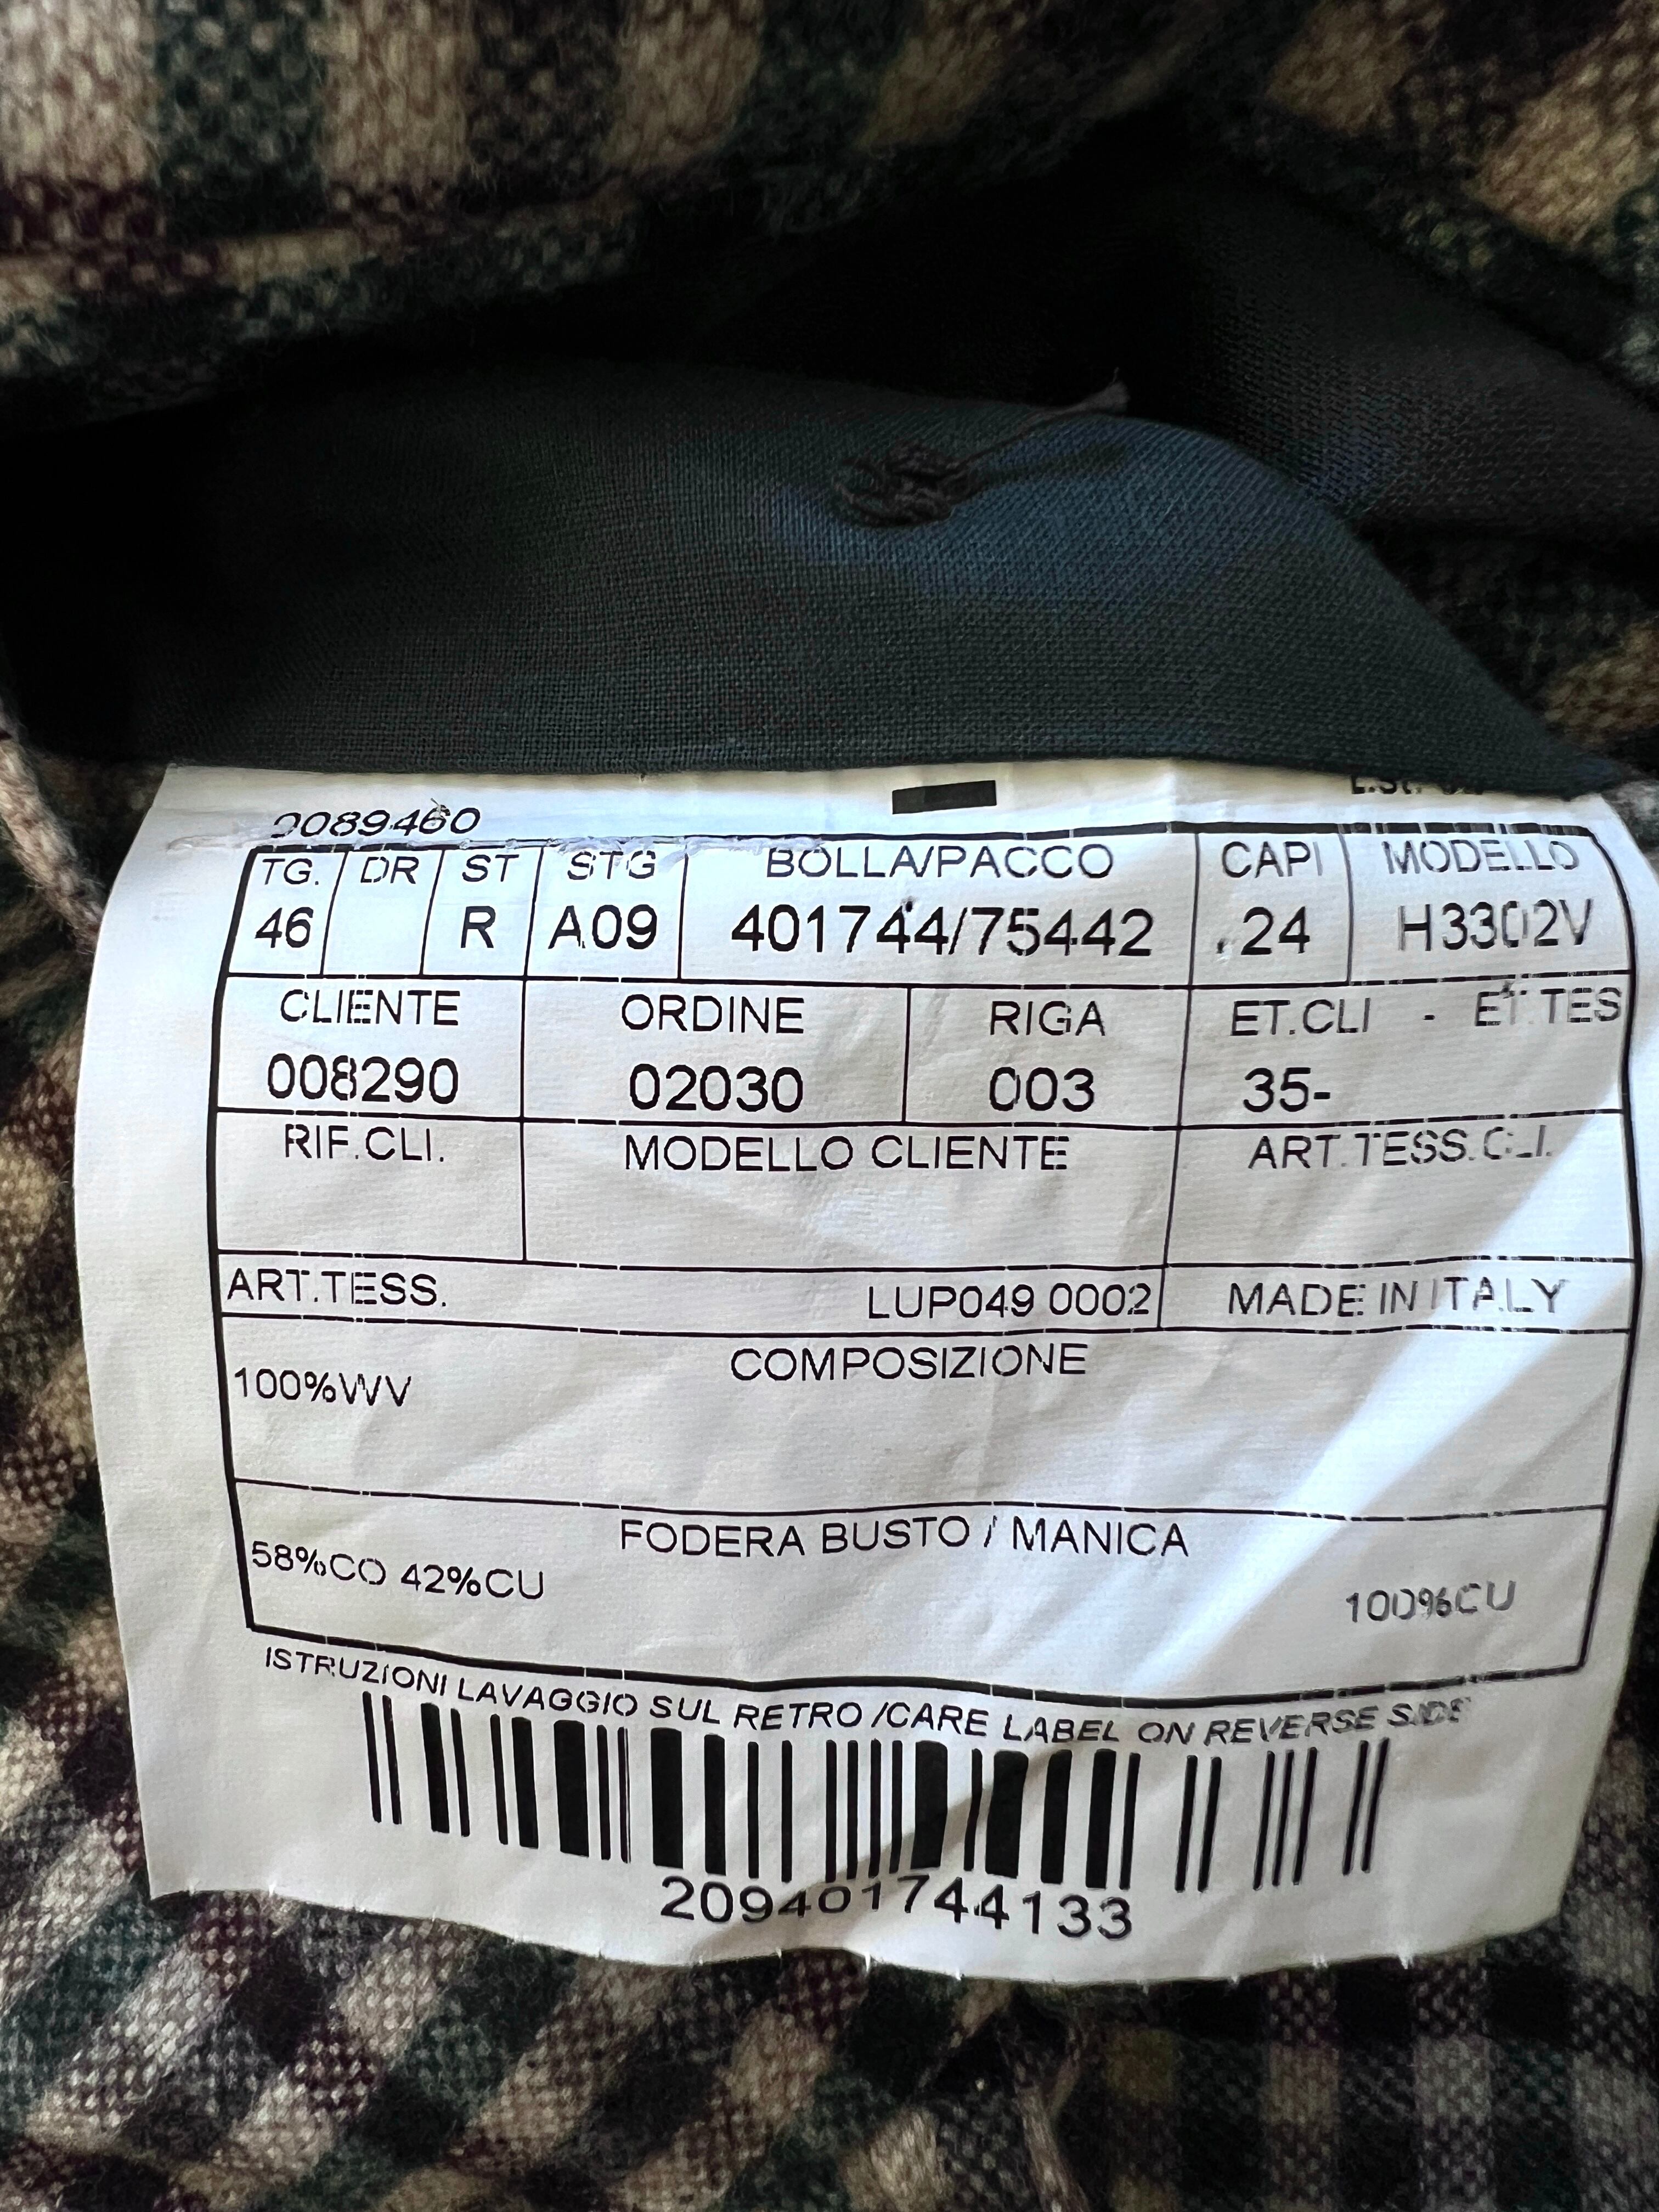 0089460
TG. DR ST STG BOLLA/PACCO CAPI MODELLO
46 R A09 401744/75442 .24 H3302V
CLIENTE ORDINE RIGA ET.CLI - ET.TES
008290 02030 003 35-
RIF.CLI. MODELLO CLIENTE ART.TESS.CLI.
ART.TESS. LUP049 0002 MADE IN ITALY
COMPOSIZIONE
100%WV
FODERA BUSTO / MANICA
58%CO 42%CU 100%CU
ISTRUZIONI LAVAGGIO SUL RETRO /CARE LABEL ON REVERSE SIDE
209401744133